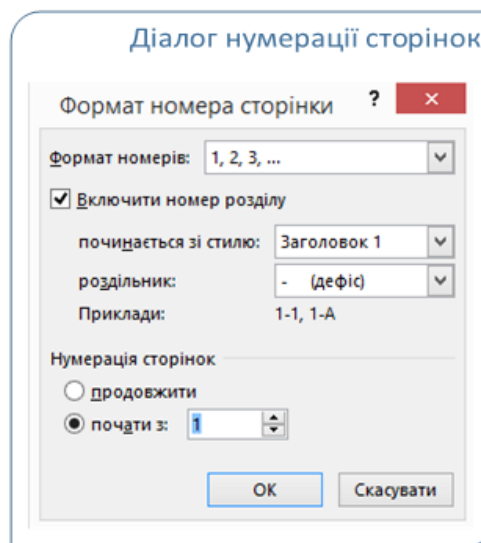 Діалог нумерації сторінок
Формат номера сторінки ? ×
Формат номерів: 1, 2, 3, ...
Включити номер розділу
починається зі стилю: Заголовок 1
роздільник: - (дефіс)
Приклади: 1-1, 1-A
Нумерація сторінок
продовжити
почати з: 1
ОК Скасувати